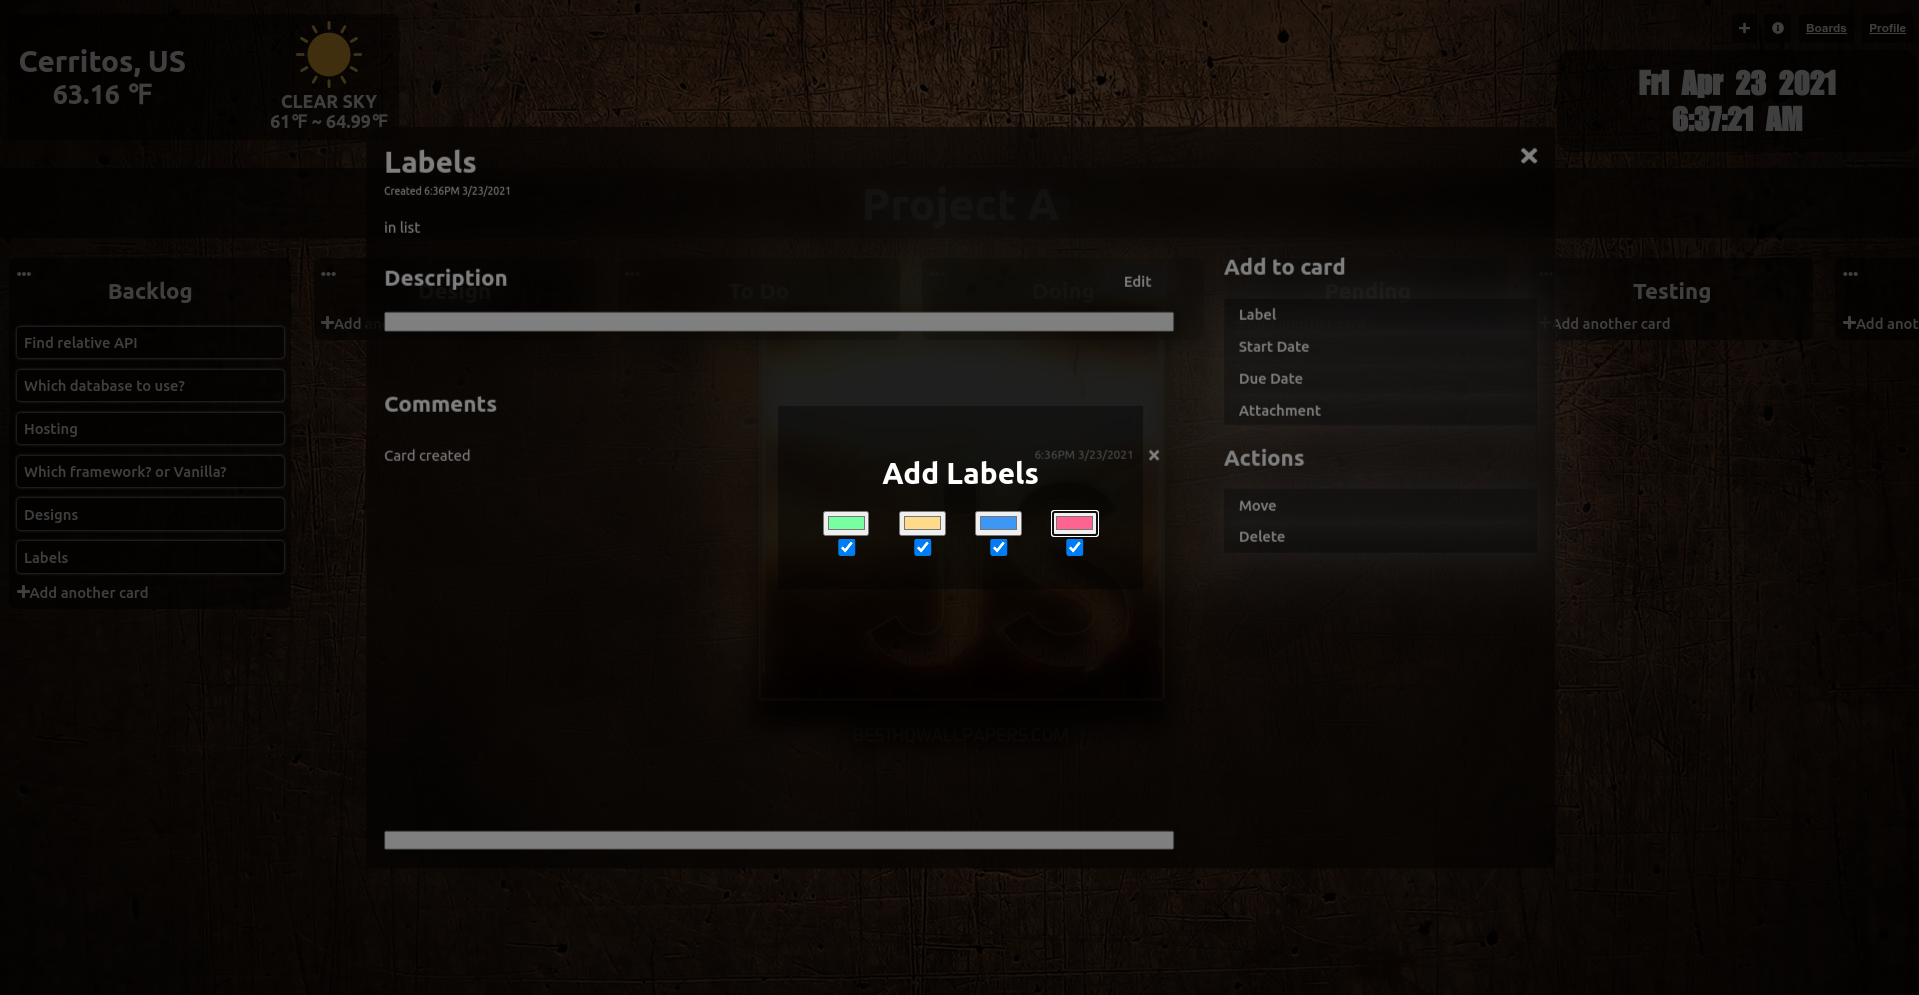 Cerritos, US
63.16 °F
CLEAR SKY
61°F ~ 64.99°F
Boards
Profile
Fri Apr 23 2021
6:37:21 AM
Project A
Labels
Created 6:36PM 3/23/2021
in list
Description
Edit
Comments
Card created
6:36PM 3/23/2021
Add to card
Label
Start Date
Due Date
Attachment
Actions
Move
Delete
Add Labels
Backlog
Find relative API
Which database to use?
Hosting
Which framework? or Vanilla?
Designs
Labels
Add another card
Design
Add an
To Do
Doing
Pending
Testing
Add another card
Add anot
JS
BESTHQWALLPAPERS.COM